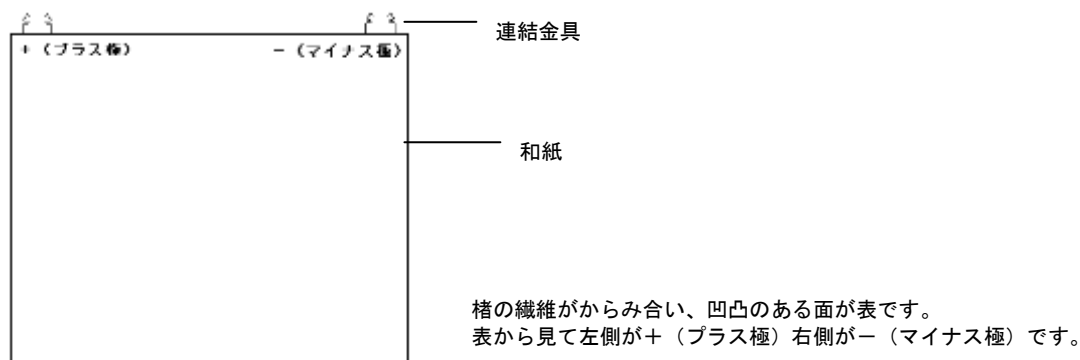 連結金具
+（プラス極） −（マイナス極）
和紙
楮の繊維がからみ合い、凹凸のある面が表です。
表から見て左側が＋（プラス極）右側が－（マイナス極）です。